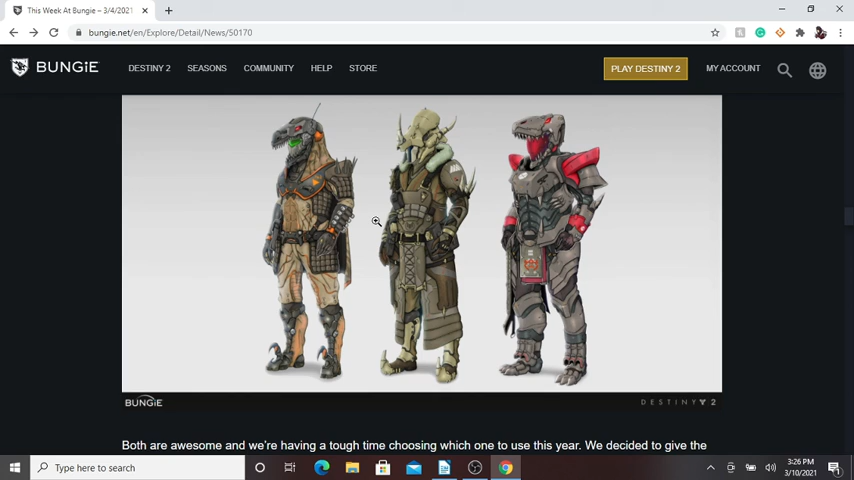 This Week At Bungie – 3/4/2021
bungie.net/en/Explore/Detail/News/50170
BUNGiE
DESTINY 2
SEASONS
COMMUNITY
HELP
STORE
PLAY DESTINY 2
MY ACCOUNT
BUNGiE
DESTINY 2
Both are awesome and we're having a tough time choosing which one to use this year. We decided to give the
Type here to search
3:26 PM
3/10/2021